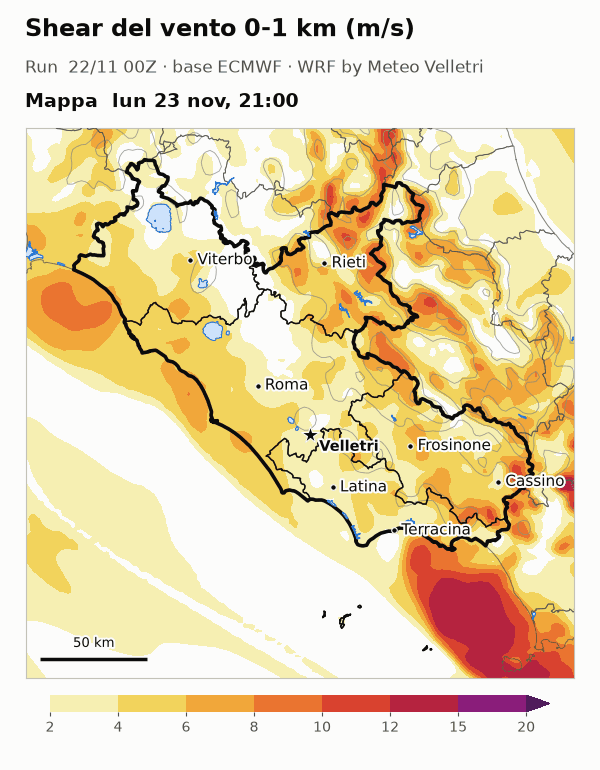 Shear del vento 0-1 km (m/s)
Run  22/11 00Z · base ECMWF · WRF by Meteo Velletri
Mappa  lun 23 nov, 21:00
Viterbo
Rieti
Roma
Velletri
Frosinone
Latina
Cassino
Terracina
50 km
2 4 6 8 10 12 15 20